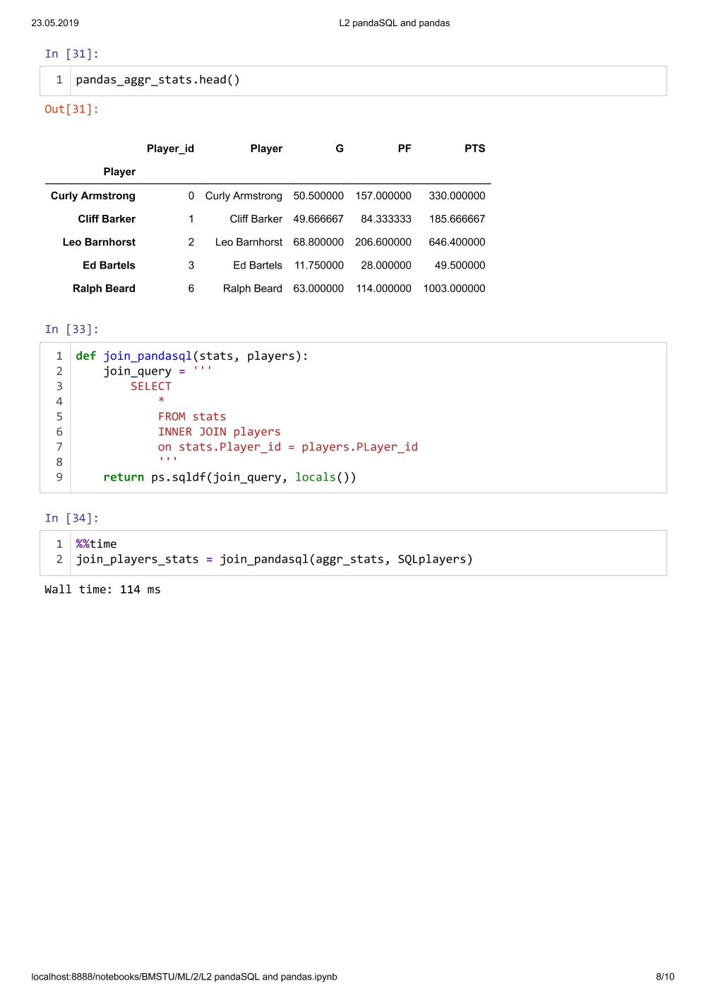 23.05.2019 L2 pandaSQL and pandas
In [31]:
1 pandas_aggr_stats.head()
Out[31]:
Player_id Player G PF PTS
Player
Curly Armstrong 0 Curly Armstrong 50.500000 157.000000 330.000000
Cliff Barker 1 Cliff Barker 49.666667 84.333333 185.666667
Leo Barnhorst 2 Leo Barnhorst 68.800000 206.600000 646.400000
Ed Bartels 3 Ed Bartels 11.750000 28.000000 49.500000
Ralph Beard 6 Ralph Beard 63.000000 114.000000 1003.000000
In [33]:
1 def join_pandasql(stats, players):
2     join_query = '''
3         SELECT
4             *
5             FROM stats
6             INNER JOIN players
7             on stats.Player_id = players.PLayer_id
8             '''
9     return ps.sqldf(join_query, locals())
In [34]:
1 %%time
2 join_players_stats = join_pandasql(aggr_stats, SQLplayers)
Wall time: 114 ms
localhost:8888/notebooks/BMSTU/ML/2/L2 pandaSQL and pandas.ipynb 8/10